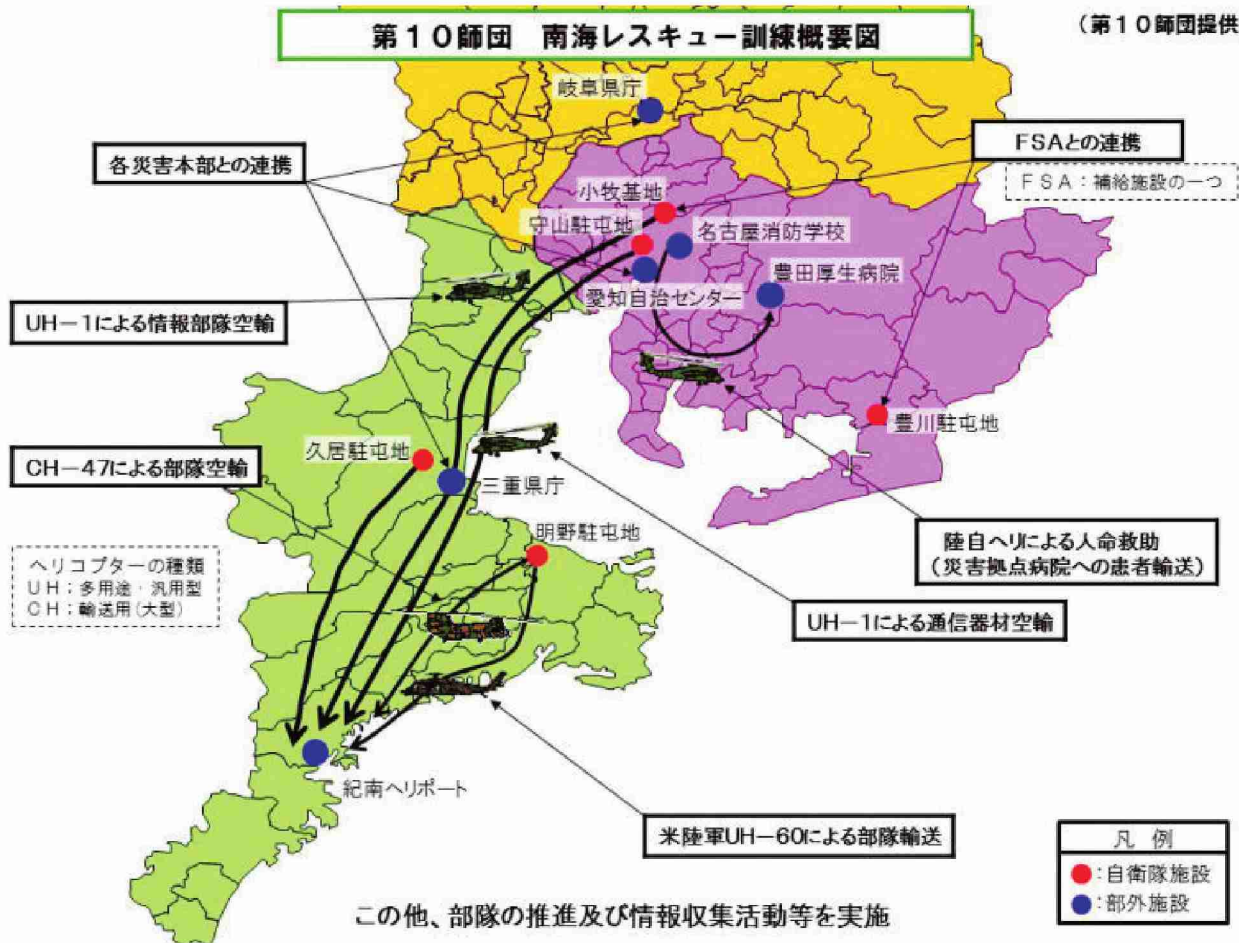 第10師団 南海レスキュー訓練概要図
(第10師団提供
岐阜県庁
各災害本部との連携
FSAとの連携
FSA:補給施設の一つ
小牧基地
守山駐屯地
名古屋消防学校
愛知自治センター
豊田厚生病院
UH-1による情報部隊空輸
豊川駐屯地
久居駐屯地
CH-47による部隊空輸
三重県庁
明野駐屯地
陸自ヘリによる人命救助
(災害拠点病院への患者輸送)
ヘリコプターの種類
UH:多用途・汎用型
CH:輸送用(大型)
UH-1による通信器材空輸
紀南ヘリポート
米陸軍UH-60による部隊輸送
凡 例
:自衛隊施設
:部外施設
この他、部隊の推進及び情報収集活動等を実施